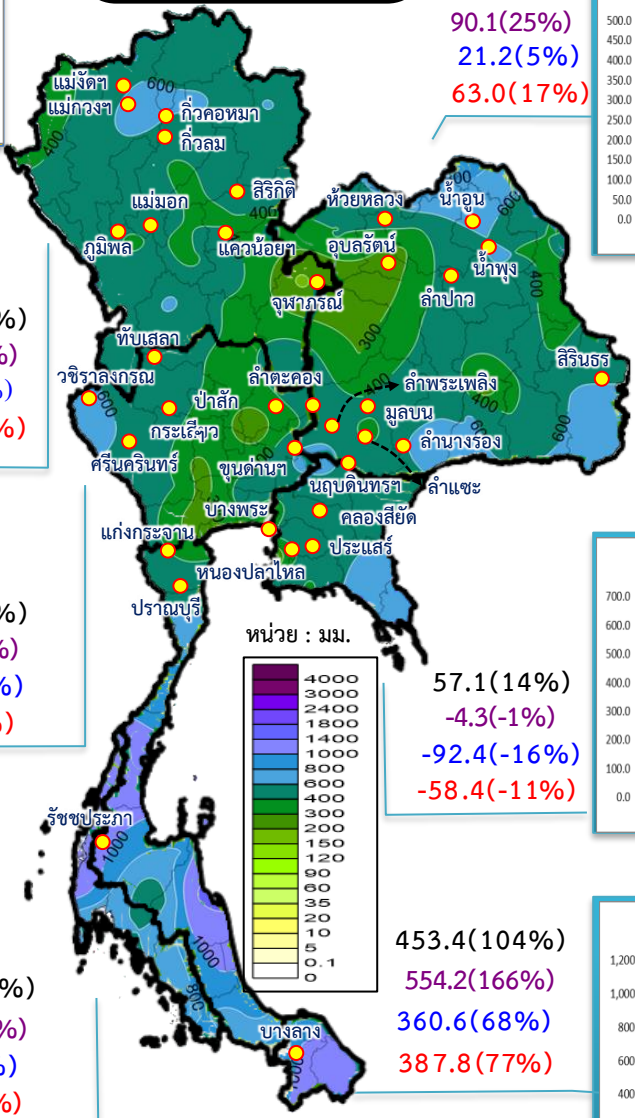 90.1(25%)
21.2(5%)
63.0(17%)
500.0
450.0
400.0
350.0
300.0
250.0
200.0
150.0
100.0
50.0
0.0
แม่งัดฯ
แม่กวงฯ
600
กิ่วคอหมา
กิ่วลม
400
สิริกิติ์
แม่มอก
400
ภูมิพล
แควน้อยฯ
ห้วยหลวง
น้ำอูน
600
อุบลรัตน์
น้ำพุง
จุฬาภรณ์
ลำปาว
400
300
%)
%)
%)
%)
ทับเสลา
สิรินธร
วชิราลงกรณ
600
ลำตะคอง
400
ลำพระเพลิง
ป่าสัก
มูลบน
400
กระเสียว
600
ศรีนครินทร์
ขุนด่านฯ
ลำนางรอง
นฤบดินทรฯ
ลำแซะ
บางพระ
คลองสียัด
แก่งกระจาน
ประแสร์
หนองปลาไหล
ปราณบุรี
%)
%)
%)
%)
หน่วย : มม.
4000
3000
2400
1800
1400
1000
800
600
400
300
200
150
120
90
60
35
20
10
5
0.1
0
57.1(14%)
-4.3(-1%)
-92.4(-16%)
-58.4(-11%)
700.0
600.0
500.0
400.0
300.0
200.0
100.0
0.0
รัชชประภา
1000
1000
800
453.4(104%)
554.2(166%)
360.6(68%)
387.8(77%)
1,200
1,000
800
600
400
บางลาง
%)
%)
%)
%)